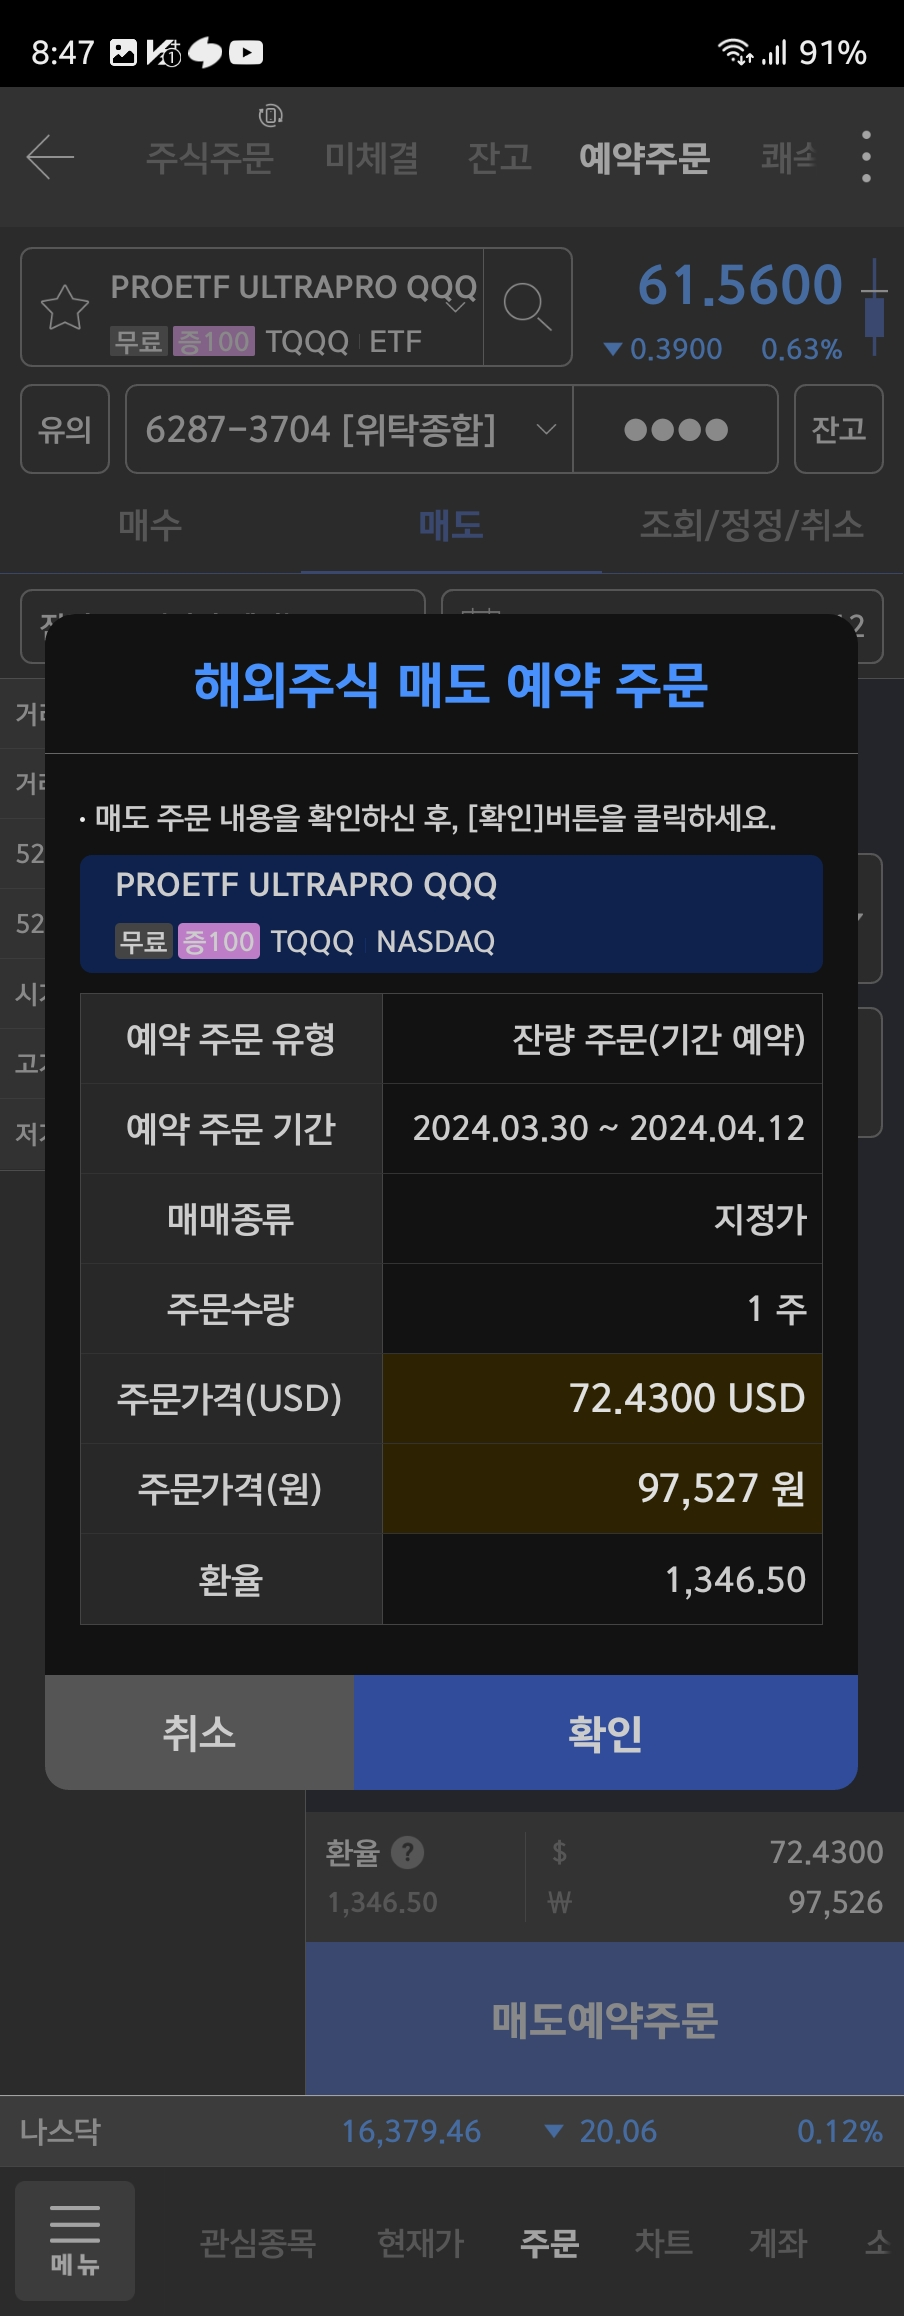 8:47 91%
주식주문 미체결 잔고 예약주문
PROETF ULTRAPRO QQQ
무료 증100 TQQQ ETF
61.5600
▼ 0.3900 0.63%
유의 6287-3704 [위탁종합] ●●●● 잔고
매수 매도 조회/정정/취소
해외주식 매도 예약 주문
· 매도 주문 내용을 확인하신 후, [확인]버튼을 클릭하세요.
PROETF ULTRAPRO QQQ
무료 증100 TQQQ NASDAQ
예약 주문 유형 잔량 주문(기간 예약)
예약 주문 기간 2024.03.30 ~ 2024.04.12
매매종류 지정가
주문수량 1 주
주문가격(USD) 72.4300 USD
주문가격(원) 97,527 원
환율 1,346.50
취소 확인
환율 ? $ 72.4300
1,346.50 ₩ 97,526
매도예약주문
나스닥 16,379.46 ▼ 20.06 0.12%
메뉴 관심종목 현재가 주문 차트 계좌